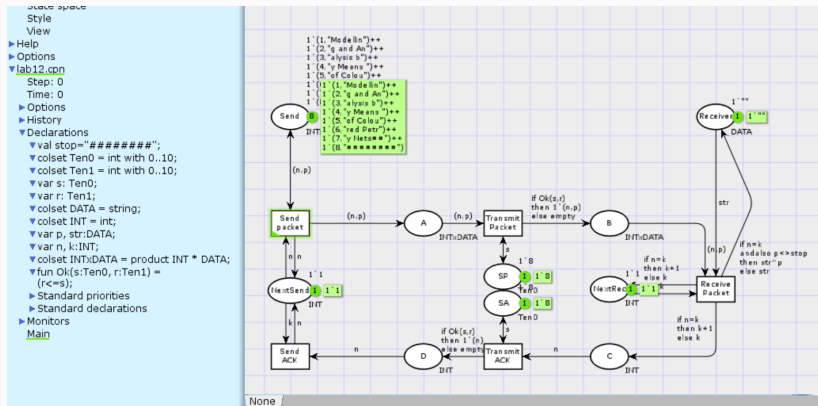 State space
Style
View
Help
Options
lab12.cpn
Step: 0
Time: 0
Options
History
Declarations
val stop="########";
colset Ten0 = int with 0..10;
colset Ten1 = int with 0..10;
var s: Ten0;
var r: Ten1;
colset DATA = string;
colset INT = int;
var p, str:DATA;
var n, k:INT;
colset INTxDATA = product INT * DATA;
fun Ok(s:Ten0, r:Ten1) =
(r<=s);
Standard priorities
Standard declarations
Monitors
Main
1`(1,"Modellin")++
1`(2,"g and An")++
1`(3,"alysis b")++
1`(4,"y Means ")++
1`(5,"of Colou")++
Send
8
1`(1,"Modellin")++
1`(2,"g and An")++
1`(3,"alysis b")++
1`(4,"y Means ")++
1`(5,"of Colou")++
1`(6,"red Petr")++
1`(7,"y Nets##")++
1`(8,"########")
1`""
Receiver
1
1`""
DATA
(n,p)
str
if Ok(s,r)
then 1`(n,p)
else empty
Send
packet
(n,p)
A
INTxDATA
(n,p)
Transmit
Packet
B
INTxDATA
(n,p)
if n=k
andalso p<>stop
then str^p
else str
n
n
s
1`8
SP
1
1`8
Ten0
1`1
NextSend
1
1`1
INT
SA
1
1`8
Ten0
if n=k
then k+1
else k
1`1
NextRec
1
1`1
INT
k
Receive
Packet
k
n
s
if Ok(s,r)
then 1`(n)
else empty
if n=k
then k+1
else k
Send
ACK
n
D
INT
Transmit
ACK
n
C
INT
None